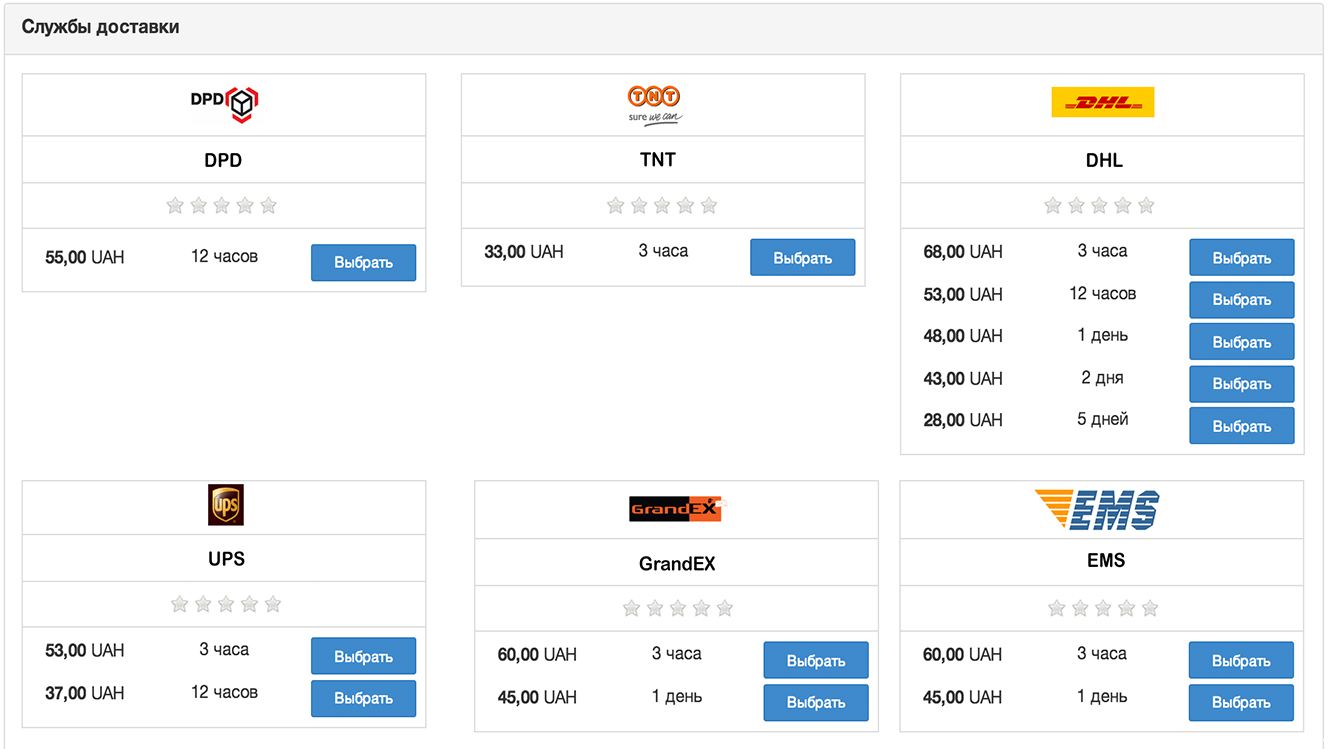 Службы доставки
DPD
DPD
55,00 UAH 12 часов Выбрать
TNT
sure we can
TNT
33,00 UAH 3 часа Выбрать
DHL
DHL
68,00 UAH 3 часа Выбрать
53,00 UAH 12 часов Выбрать
48,00 UAH 1 день Выбрать
43,00 UAH 2 дня Выбрать
28,00 UAH 5 дней Выбрать
ups
UPS
53,00 UAH 3 часа Выбрать
37,00 UAH 12 часов Выбрать
GrandEX
GrandEX
60,00 UAH 3 часа Выбрать
45,00 UAH 1 день Выбрать
EMS
EMS
60,00 UAH 3 часа Выбрать
45,00 UAH 1 день Выбрать